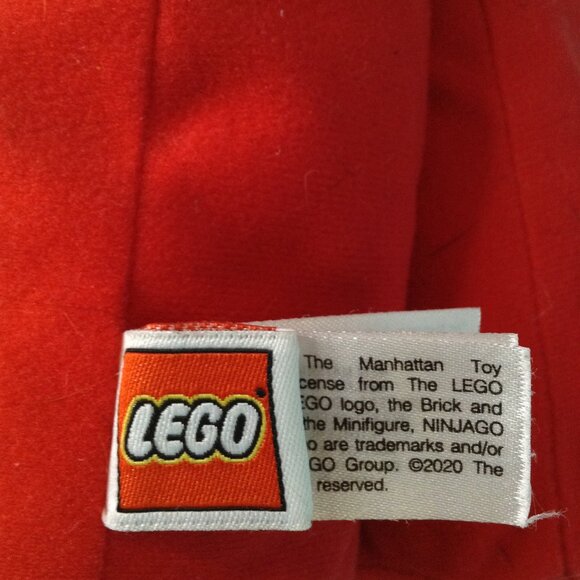 LEGO
The Manhattan Toy
cense from The LEGO
EGO logo, the Brick and
the Minifigure, NINJAGO
o are trademarks and/or
GO Group. ©2020 The
reserved.